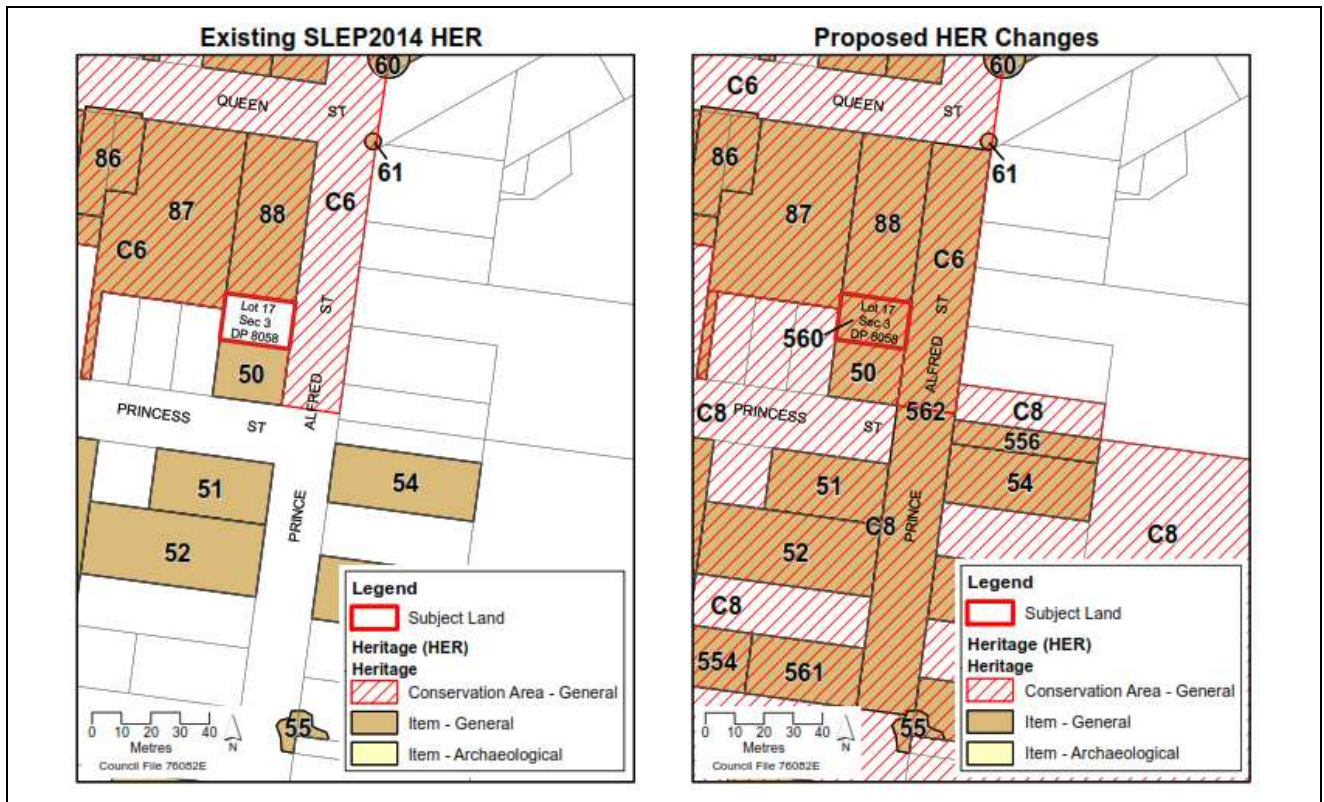 Existing SLEP2014 HER
60
QUEEN ST
86
61
87
88
C6
C6
Lot 17
Sec 3
DP 8058
ST
50
ALFRED
PRINCESS ST
51
54
PRINCE
52
55
0 10 20 30 40
Metres
N
Council File 76082E
Legend
Subject Land
Heritage (HER)
Heritage
Conservation Area - General
Item - General
Item - Archaeological
Proposed HER Changes
60
C6
QUEEN ST
86
61
87
88
C6
Lot 17
Sec 3
DP 8058
ST
560
50
ALFRED
562
C8
C8 PRINCESS ST
556
51
54
C8
PRINCE
C8
52
C8
554
561
55
0 10 20 30 40
Metres
N
Council File 76082E
Legend
Subject Land
Heritage (HER)
Heritage
Conservation Area - General
Item - General
Item - Archaeological